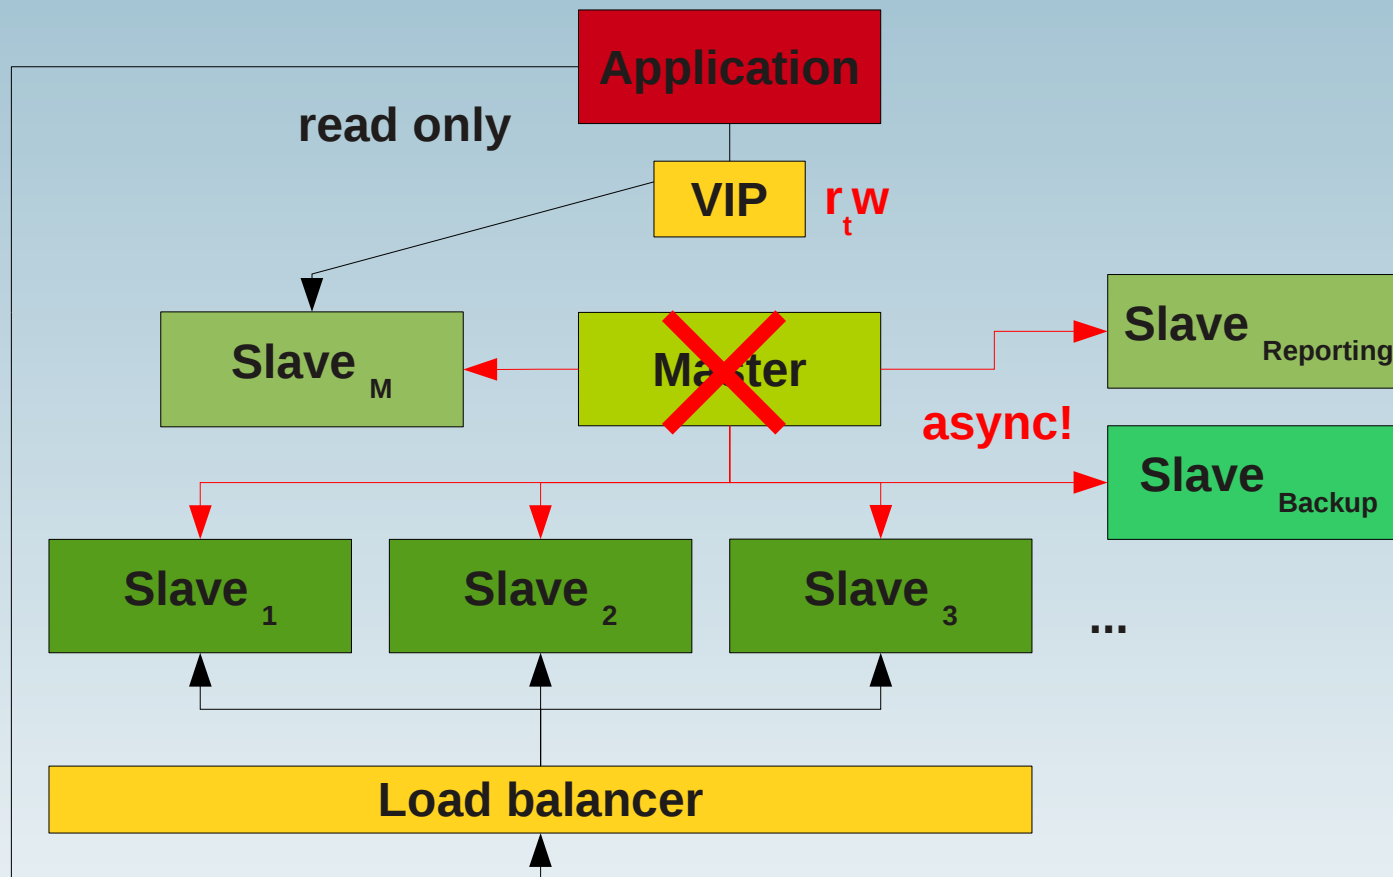 Application
read only
VIP
rtw
Slave M
Master
Slave Reporting
async!
Slave Backup
Slave 1
Slave 2
Slave 3
...
Load balancer